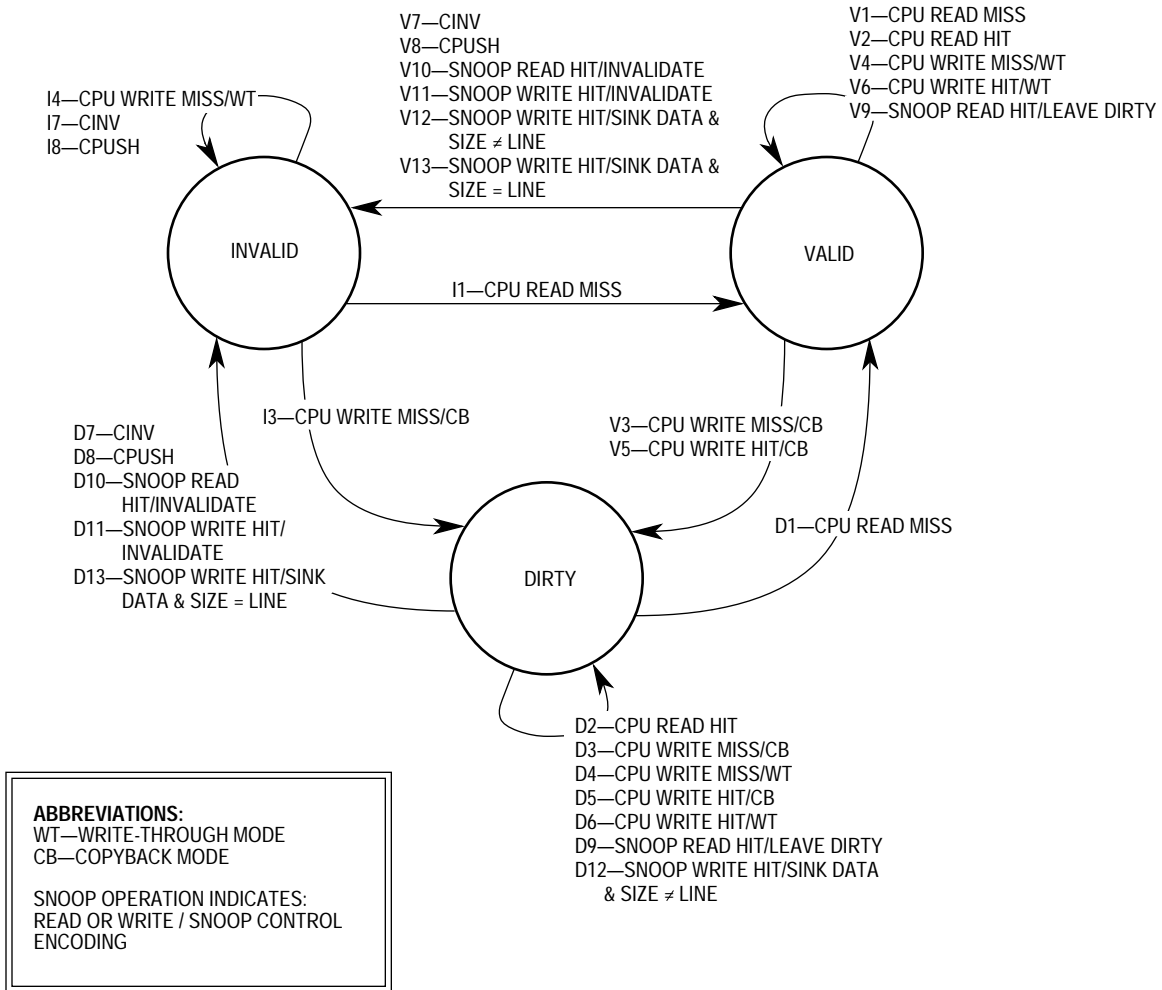 V7—CINV
V8—CPUSH
V10—SNOOP READ HIT/INVALIDATE
V11—SNOOP WRITE HIT/INVALIDATE
V12—SNOOP WRITE HIT/SINK DATA &
SIZE ≠ LINE
V13—SNOOP WRITE HIT/SINK DATA &
SIZE = LINE
V1—CPU READ MISS
V2—CPU READ HIT
V4—CPU WRITE MISS/WT
V6—CPU WRITE HIT/WT
V9—SNOOP READ HIT/LEAVE DIRTY
I4—CPU WRITE MISS/WT
I7—CINV
I8—CPUSH
INVALID
VALID
I1—CPU READ MISS
I3—CPU WRITE MISS/CB
V3—CPU WRITE MISS/CB
V5—CPU WRITE HIT/CB
D7—CINV
D8—CPUSH
D10—SNOOP READ
HIT/INVALIDATE
D11—SNOOP WRITE HIT/
INVALIDATE
D13—SNOOP WRITE HIT/SINK
DATA & SIZE = LINE
D1—CPU READ MISS
DIRTY
D2—CPU READ HIT
D3—CPU WRITE MISS/CB
D4—CPU WRITE MISS/WT
D5—CPU WRITE HIT/CB
D6—CPU WRITE HIT/WT
D9—SNOOP READ HIT/LEAVE DIRTY
D12—SNOOP WRITE HIT/SINK DATA
& SIZE ≠ LINE
ABBREVIATIONS:
WT—WRITE-THROUGH MODE
CB—COPYBACK MODE
SNOOP OPERATION INDICATES:
READ OR WRITE / SNOOP CONTROL
ENCODING